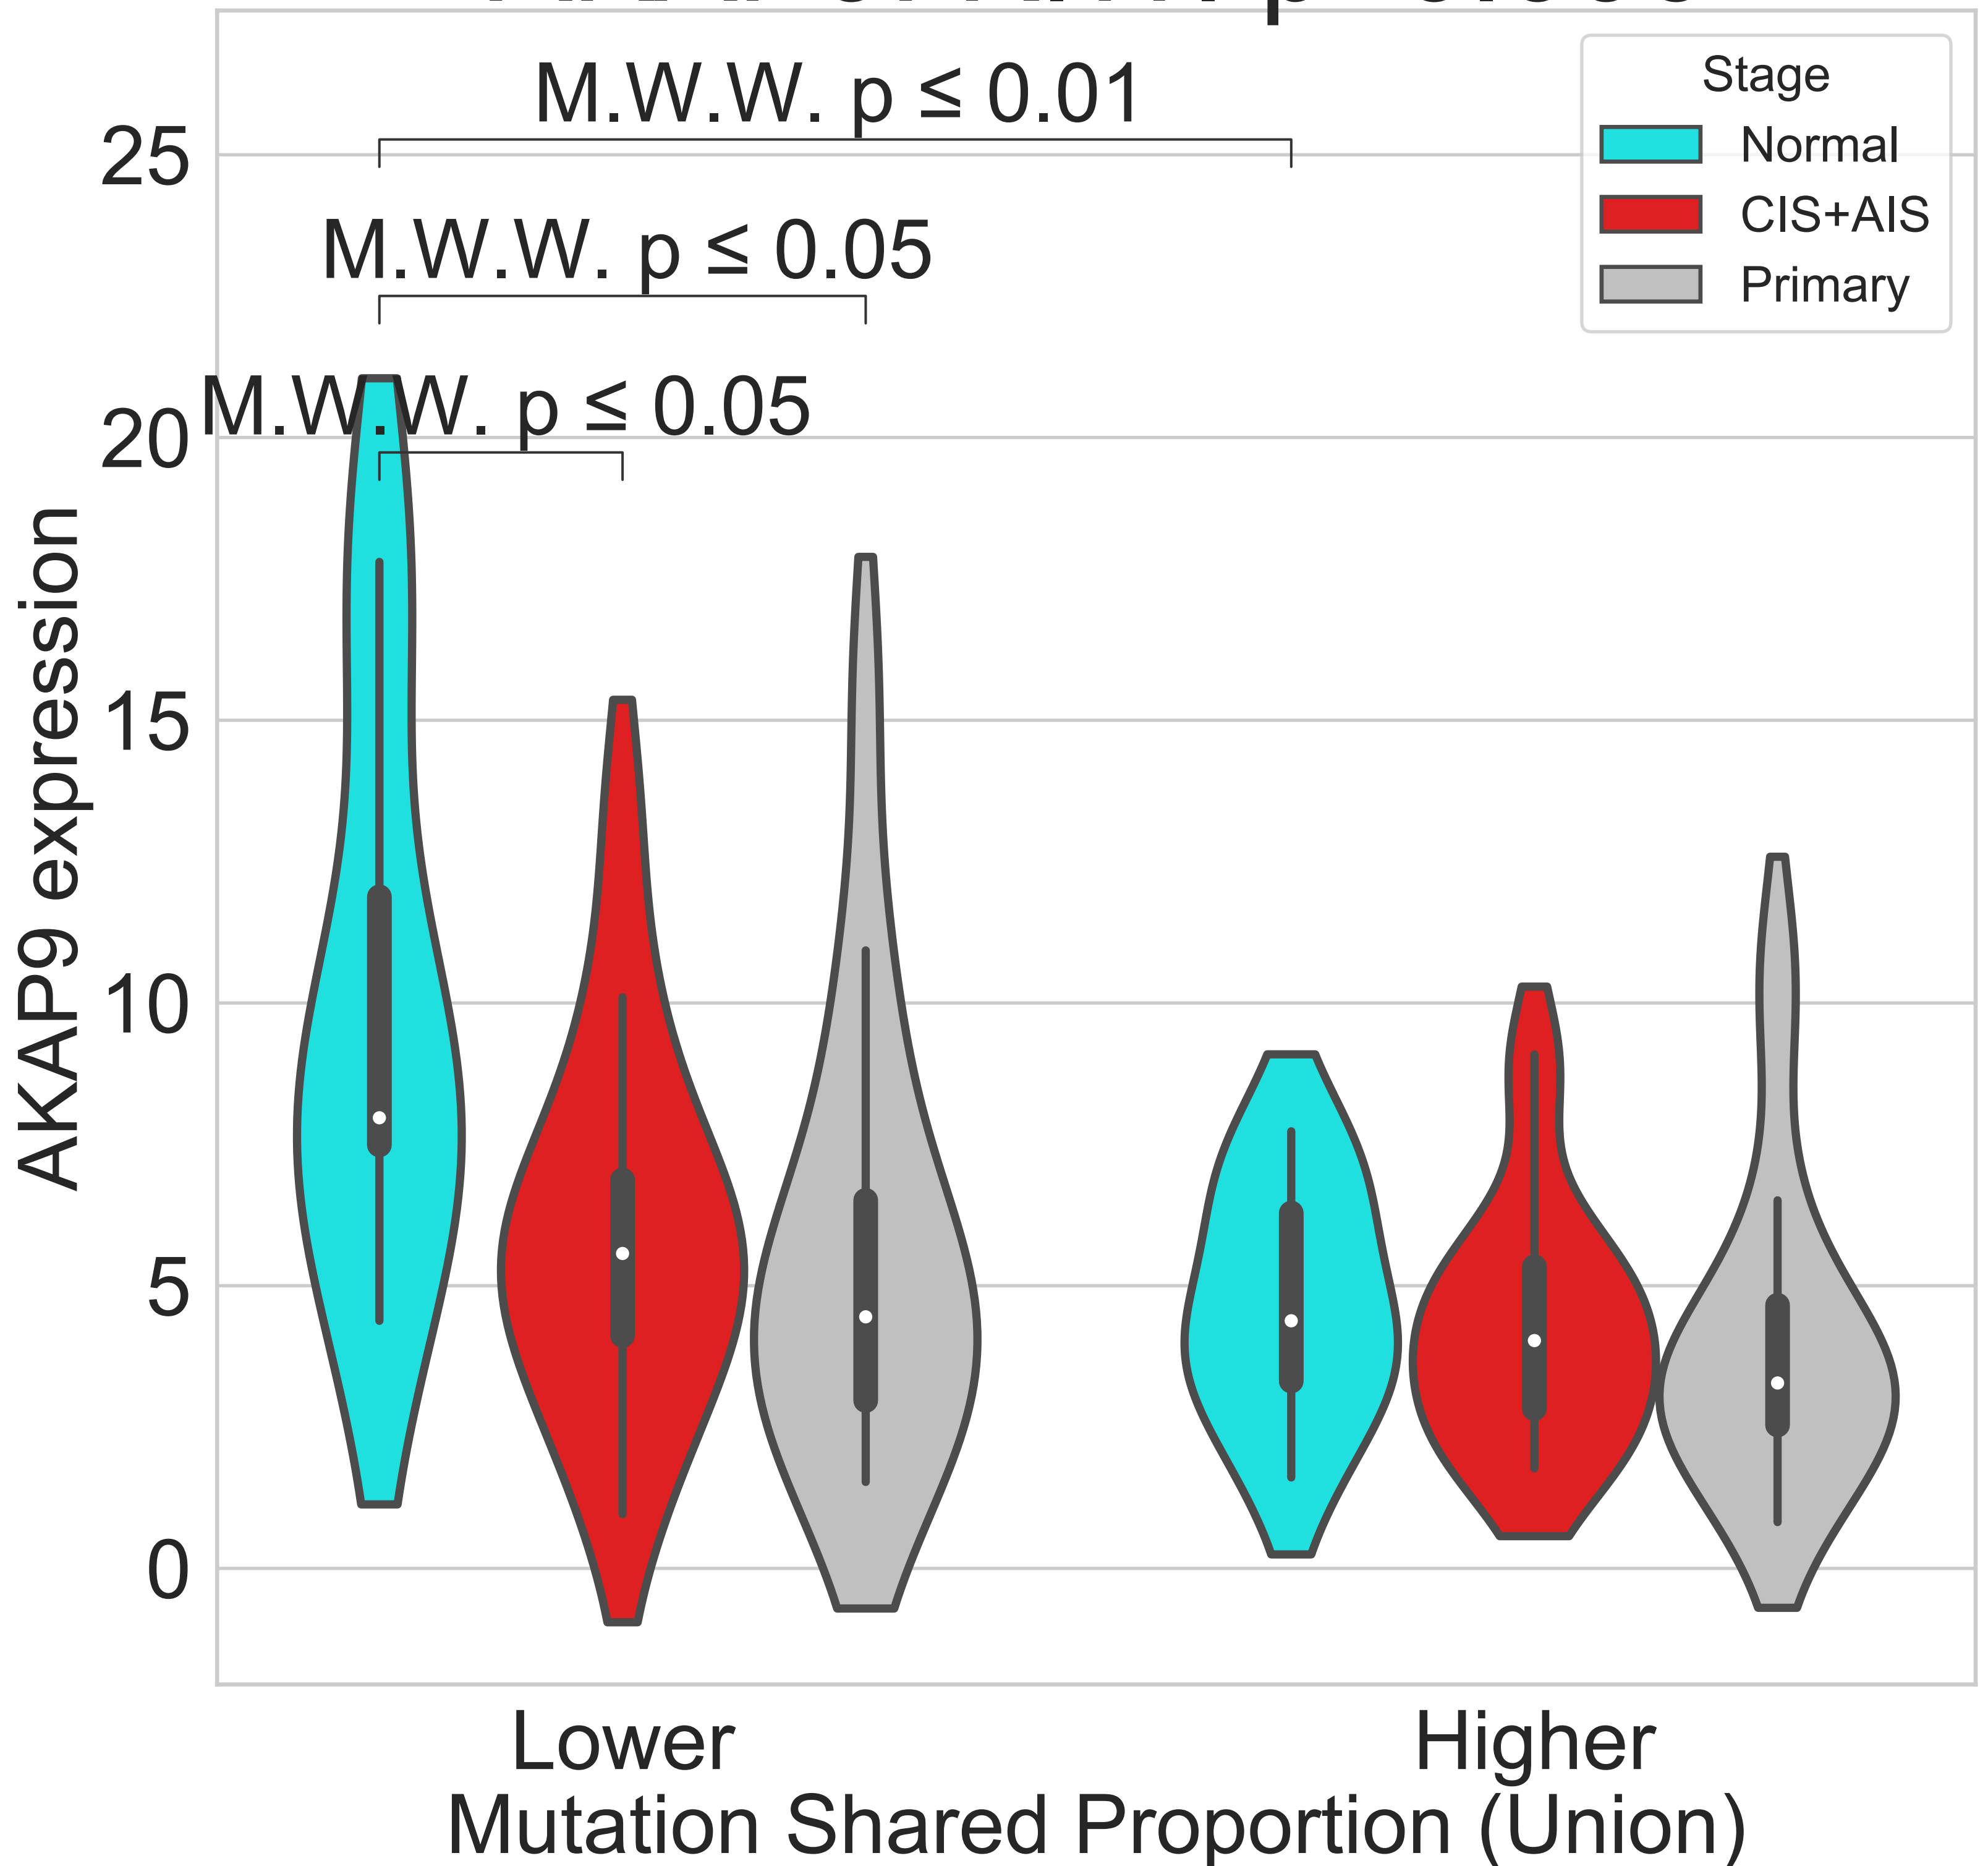 M.W.W. p ≤ 0.01
Stage
Normal
CIS+AIS
Primary
M.W.W. p ≤ 0.05
M.W.W. p ≤ 0.05
25
20
15
10
5
0
AKAP9 expression
Lower
Higher
Mutation Shared Proportion (Union)